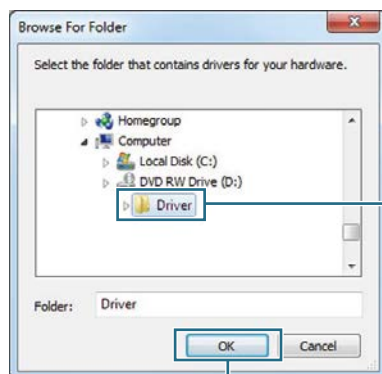 Browse For Folder
Select the folder that contains drivers for your hardware.
Homegroup
Computer
Local Disk (C:)
DVD RW Drive (D:)
Driver
Folder: Driver
OK Cancel